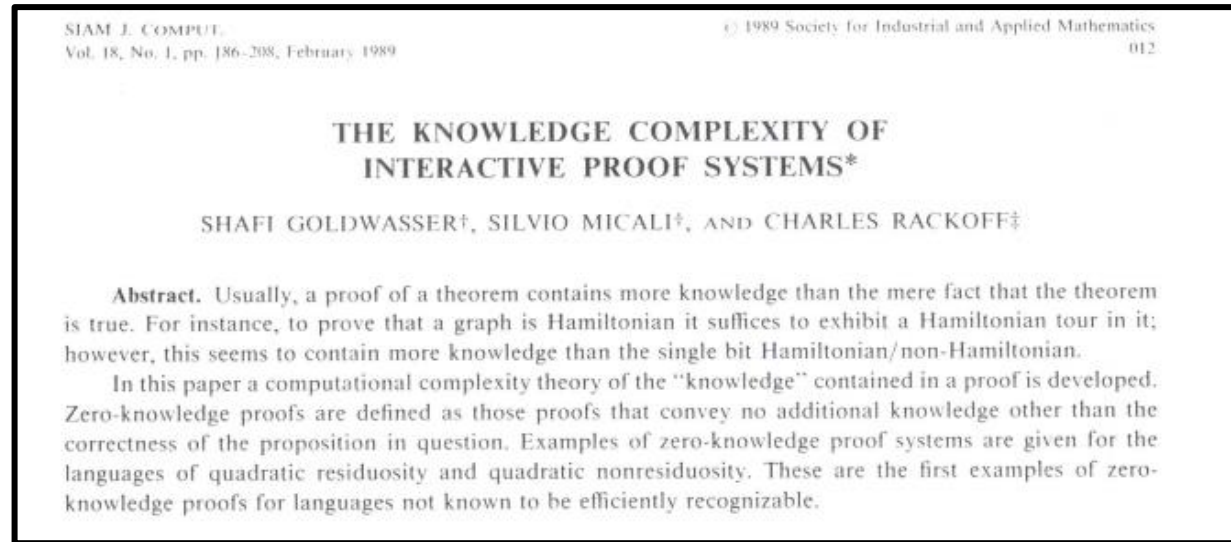 SIAM J. COMPUT.
Vol. 18, No. 1, pp. 186-208, February 1989
© 1989 Society for Industrial and Applied Mathematics
012
THE KNOWLEDGE COMPLEXITY OF
INTERACTIVE PROOF SYSTEMS*
SHAFI GOLDWASSER†, SILVIO MICALI‡, AND CHARLES RACKOFF‡
Abstract. Usually, a proof of a theorem contains more knowledge than the mere fact that the theorem
is true. For instance, to prove that a graph is Hamiltonian it suffices to exhibit a Hamiltonian tour in it;
however, this seems to contain more knowledge than the single bit Hamiltonian/non-Hamiltonian.
In this paper a computational complexity theory of the "knowledge" contained in a proof is developed.
Zero-knowledge proofs are defined as those proofs that convey no additional knowledge other than the
correctness of the proposition in question. Examples of zero-knowledge proof systems are given for the
languages of quadratic residuosity and quadratic nonresiduosity. These are the first examples of zero-
knowledge proofs for languages not known to be efficiently recognizable.